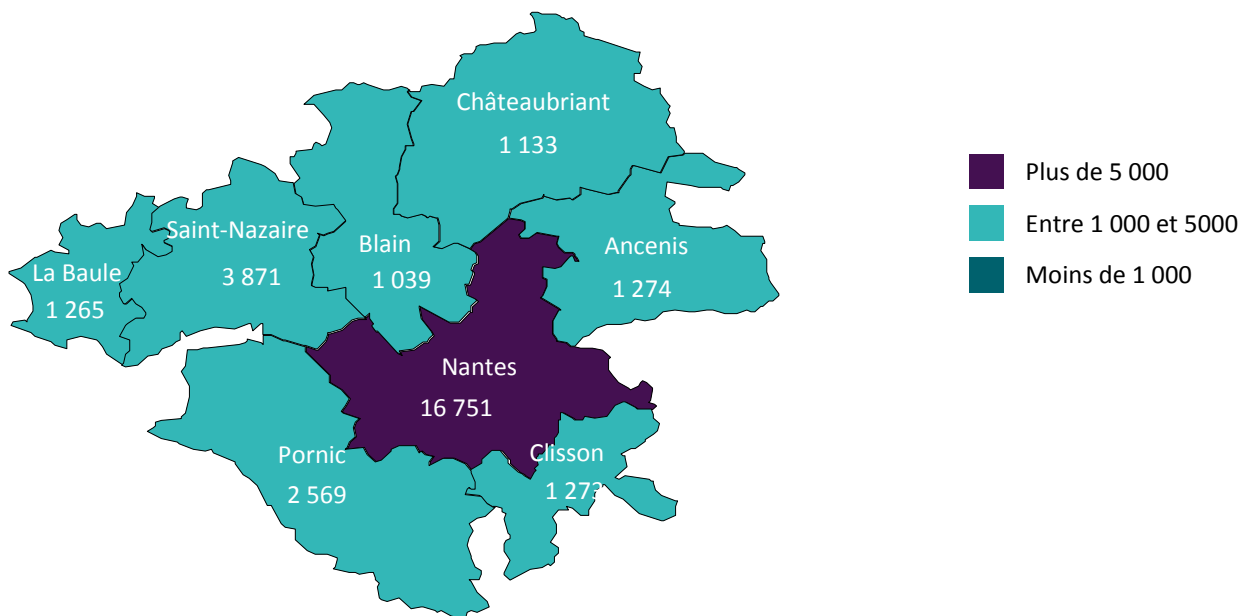 Châteaubriant
1 133
Saint-Nazaire
3 871
Blain
1 039
Ancenis
1 274
La Baule
1 265
Nantes
16 751
Pornic
2 569
Clisson
1 273
Plus de 5 000
Entre 1 000 et 5000
Moins de 1 000